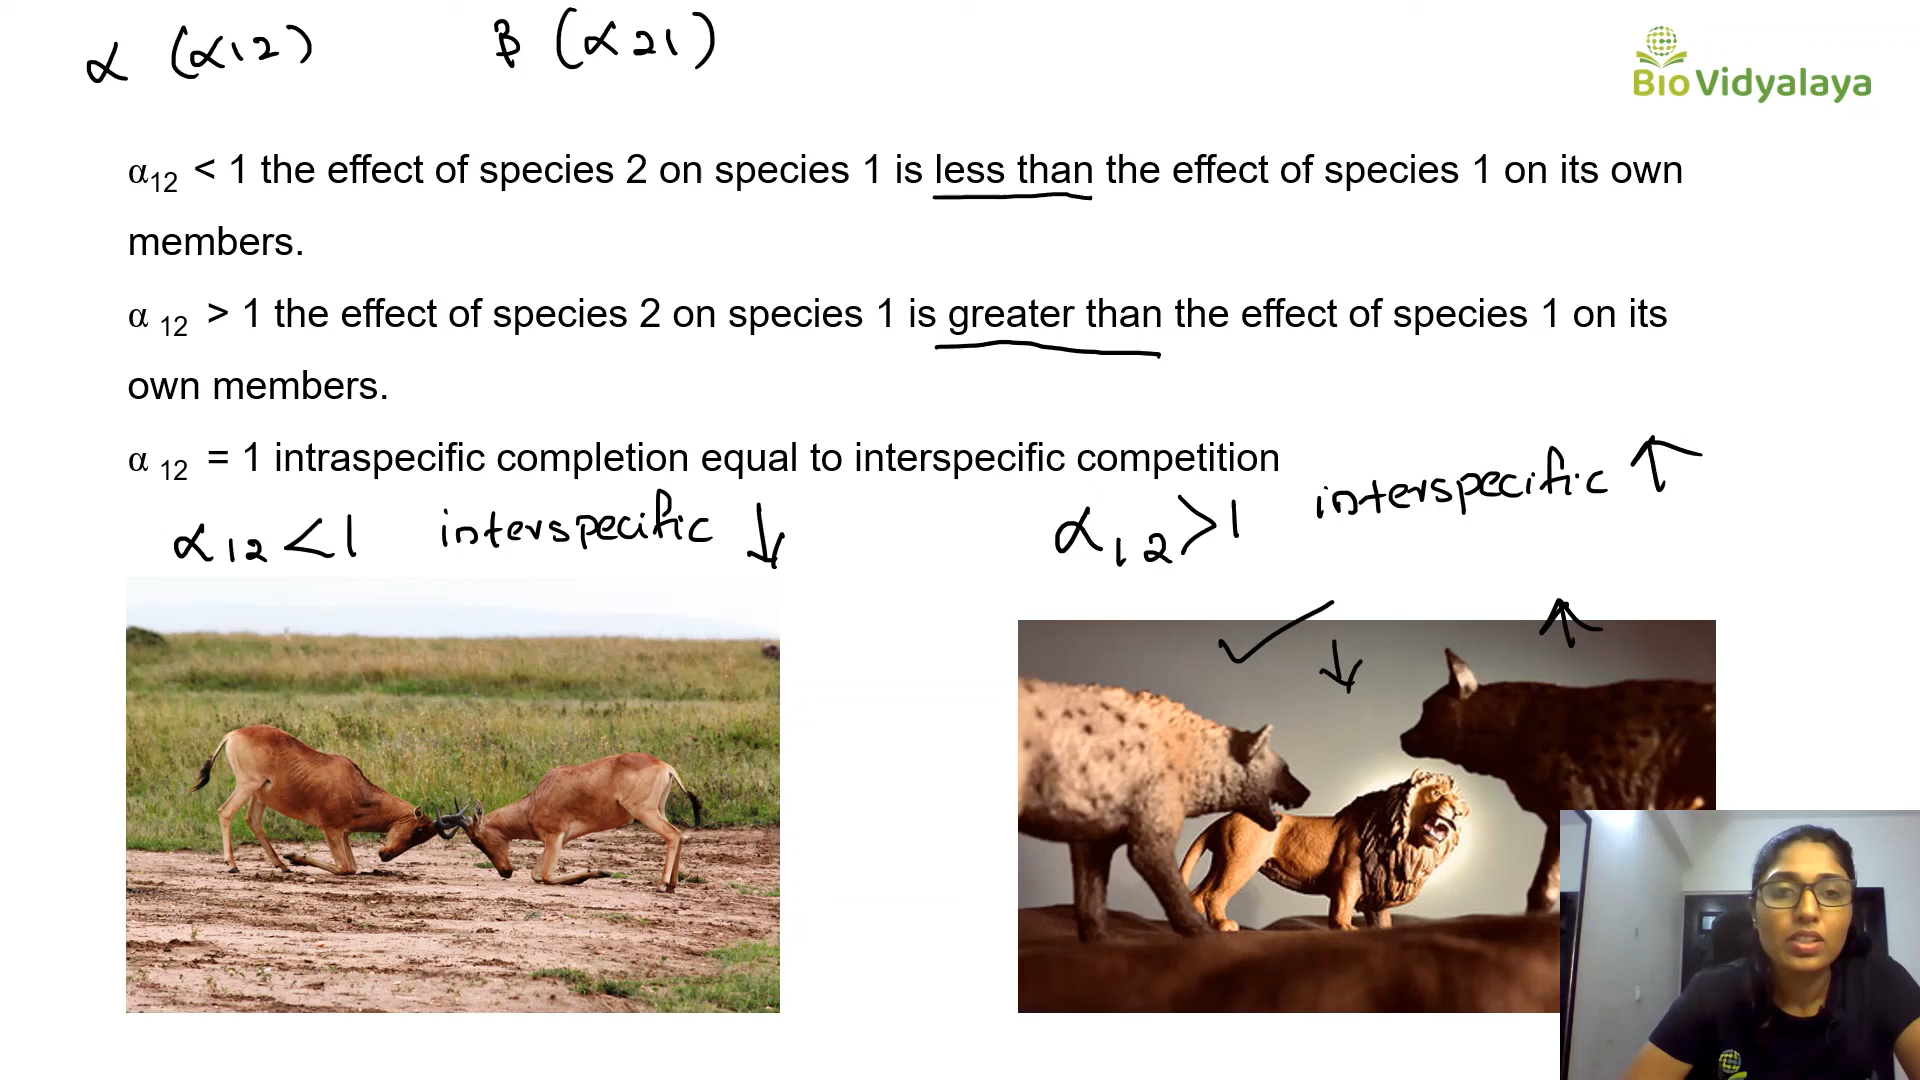 α (α12) β (α21)
Bio Vidyalaya
α12 < 1 the effect of species 2 on species 1 is less than the effect of species 1 on its own
members.
α 12 > 1 the effect of species 2 on species 1 is greater than the effect of species 1 on its
own members.
α 12 = 1 intraspecific completion equal to interspecific competition
α12 < 1 interspecific ↓
α12 > 1 interspecific ↑